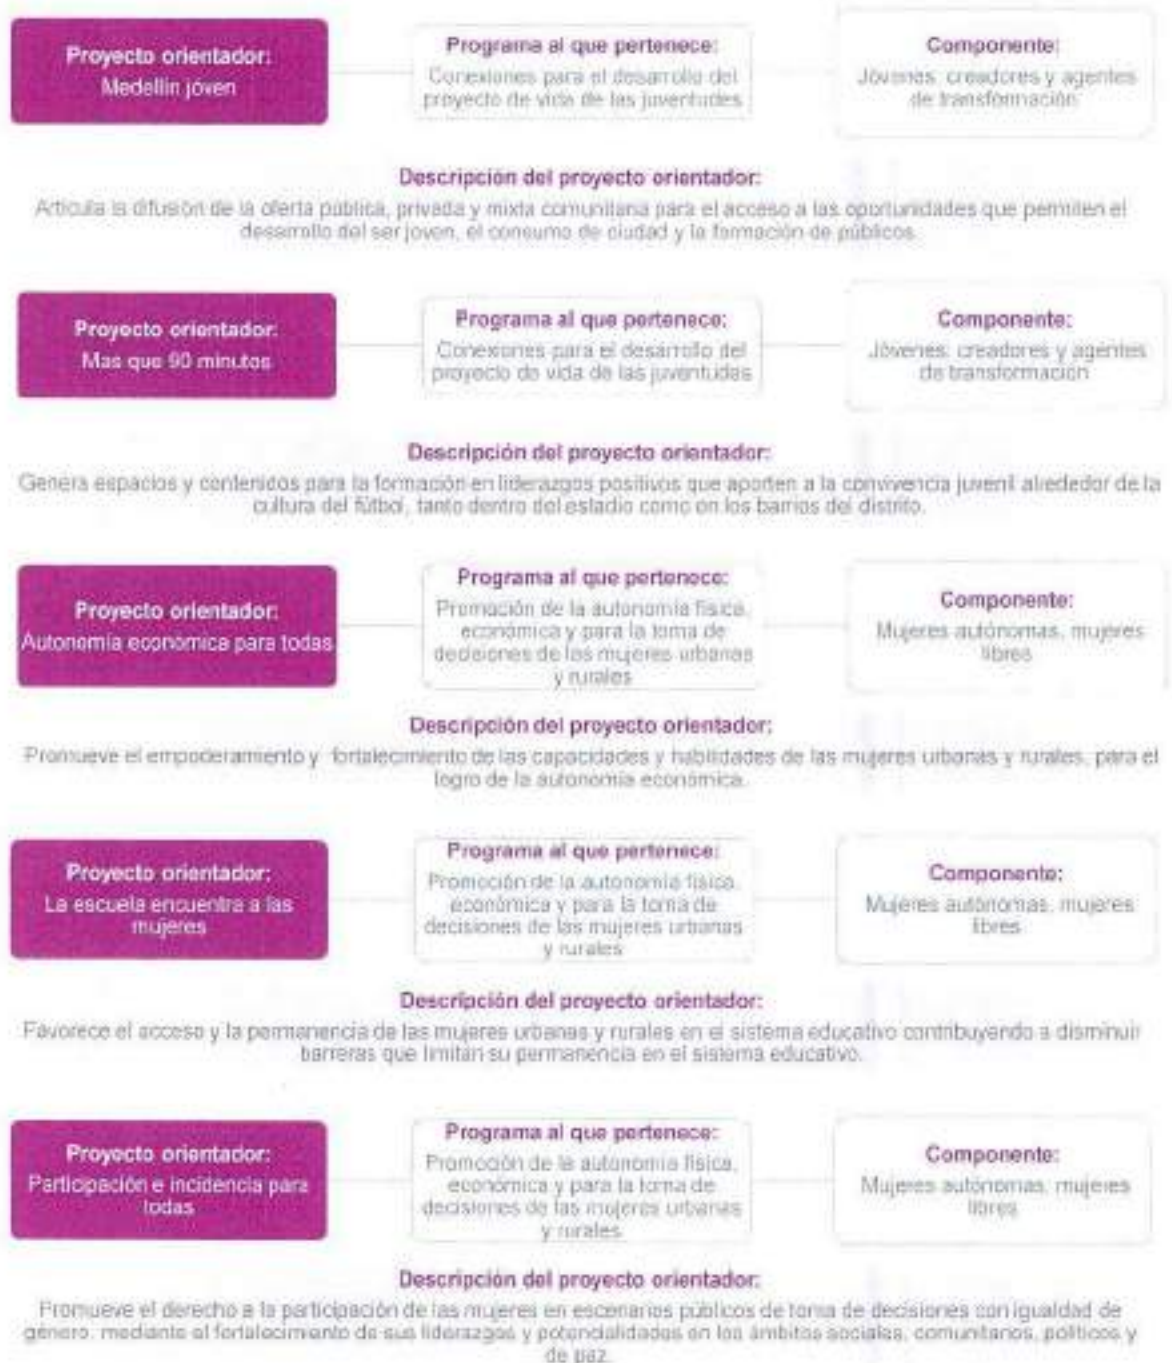 Proyecto orientador:
Medellín joven
Programa al que pertenece:
Conexiones para el desarrollo del
proyecto de vida de las juventudes
Componente:
Jóvenes, creadores y agentes
de transformación
Descripción del proyecto orientador:
Articula la difusión de la oferta pública, privada y mixta comunitaria para el acceso a las oportunidades que permiten el
desarrollo del ser joven, el consumo de ciudad y la formación de públicos.
Proyecto orientador:
Mas que 90 minutos
Programa al que pertenece:
Conexiones para el desarrollo del
proyecto de vida de las juventudes
Componente:
Jóvenes, creadores y agentes
de transformación
Descripción del proyecto orientador:
Genera espacios y contenidos para la formación en liderazgos positivos que aporten a la convivencia juvenil alrededor de la
cultura del fútbol, tanto dentro del estadio como en los barrios del distrito.
Proyecto orientador:
Autonomía económica para todas
Programa al que pertenece:
Promoción de la autonomía física,
económica y para la toma de
decisiones de las mujeres urbanas
y rurales
Componente:
Mujeres autónomas, mujeres
libres
Descripción del proyecto orientador:
Promueve el empoderamiento y fortalecimiento de las capacidades y habilidades de las mujeres urbanas y rurales, para el
logro de la autonomía económica.
Proyecto orientador:
La escuela encuentra a las
mujeres
Programa al que pertenece:
Promoción de la autonomía física,
económica y para la toma de
decisiones de las mujeres urbanas
y rurales
Componente:
Mujeres autónomas, mujeres
libres
Descripción del proyecto orientador:
Favorece el acceso y la permanencia de las mujeres urbanas y rurales en el sistema educativo contribuyendo a disminuir
barreras que limitan su permanencia en el sistema educativo.
Proyecto orientador:
Participación e incidencia para
todas
Programa al que pertenece:
Promoción de la autonomía física,
económica y para la toma de
decisiones de las mujeres urbanas
y rurales
Componente:
Mujeres autónomas, mujeres
libres
Descripción del proyecto orientador:
Promueve el derecho a la participación de las mujeres en escenarios públicos de toma de decisiones con igualdad de
género, mediante el fortalecimiento de sus liderazgos y potencialidades en los ámbitos sociales, comunitarios, políticos y
de paz.